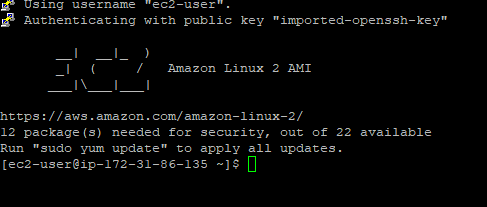 Using username "ec2-user".
Authenticating with public key "imported-openssh-key"
       __|  __|_  )
       _|  (     /   Amazon Linux 2 AMI
      ___|\___|___|
https://aws.amazon.com/amazon-linux-2/
12 package(s) needed for security, out of 22 available
Run "sudo yum update" to apply all updates.
[ec2-user@ip-172-31-86-135 ~]$